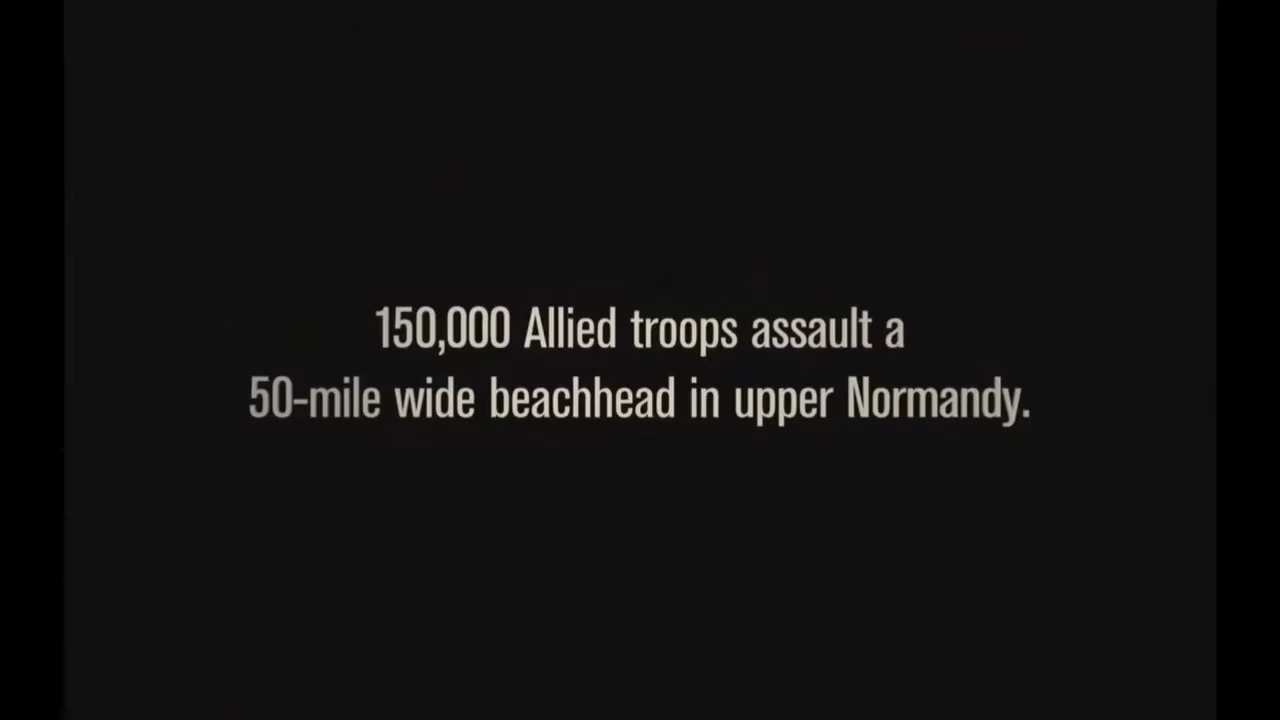 150,000 Allied troops assault a
50-mile wide beachhead in upper Normandy.